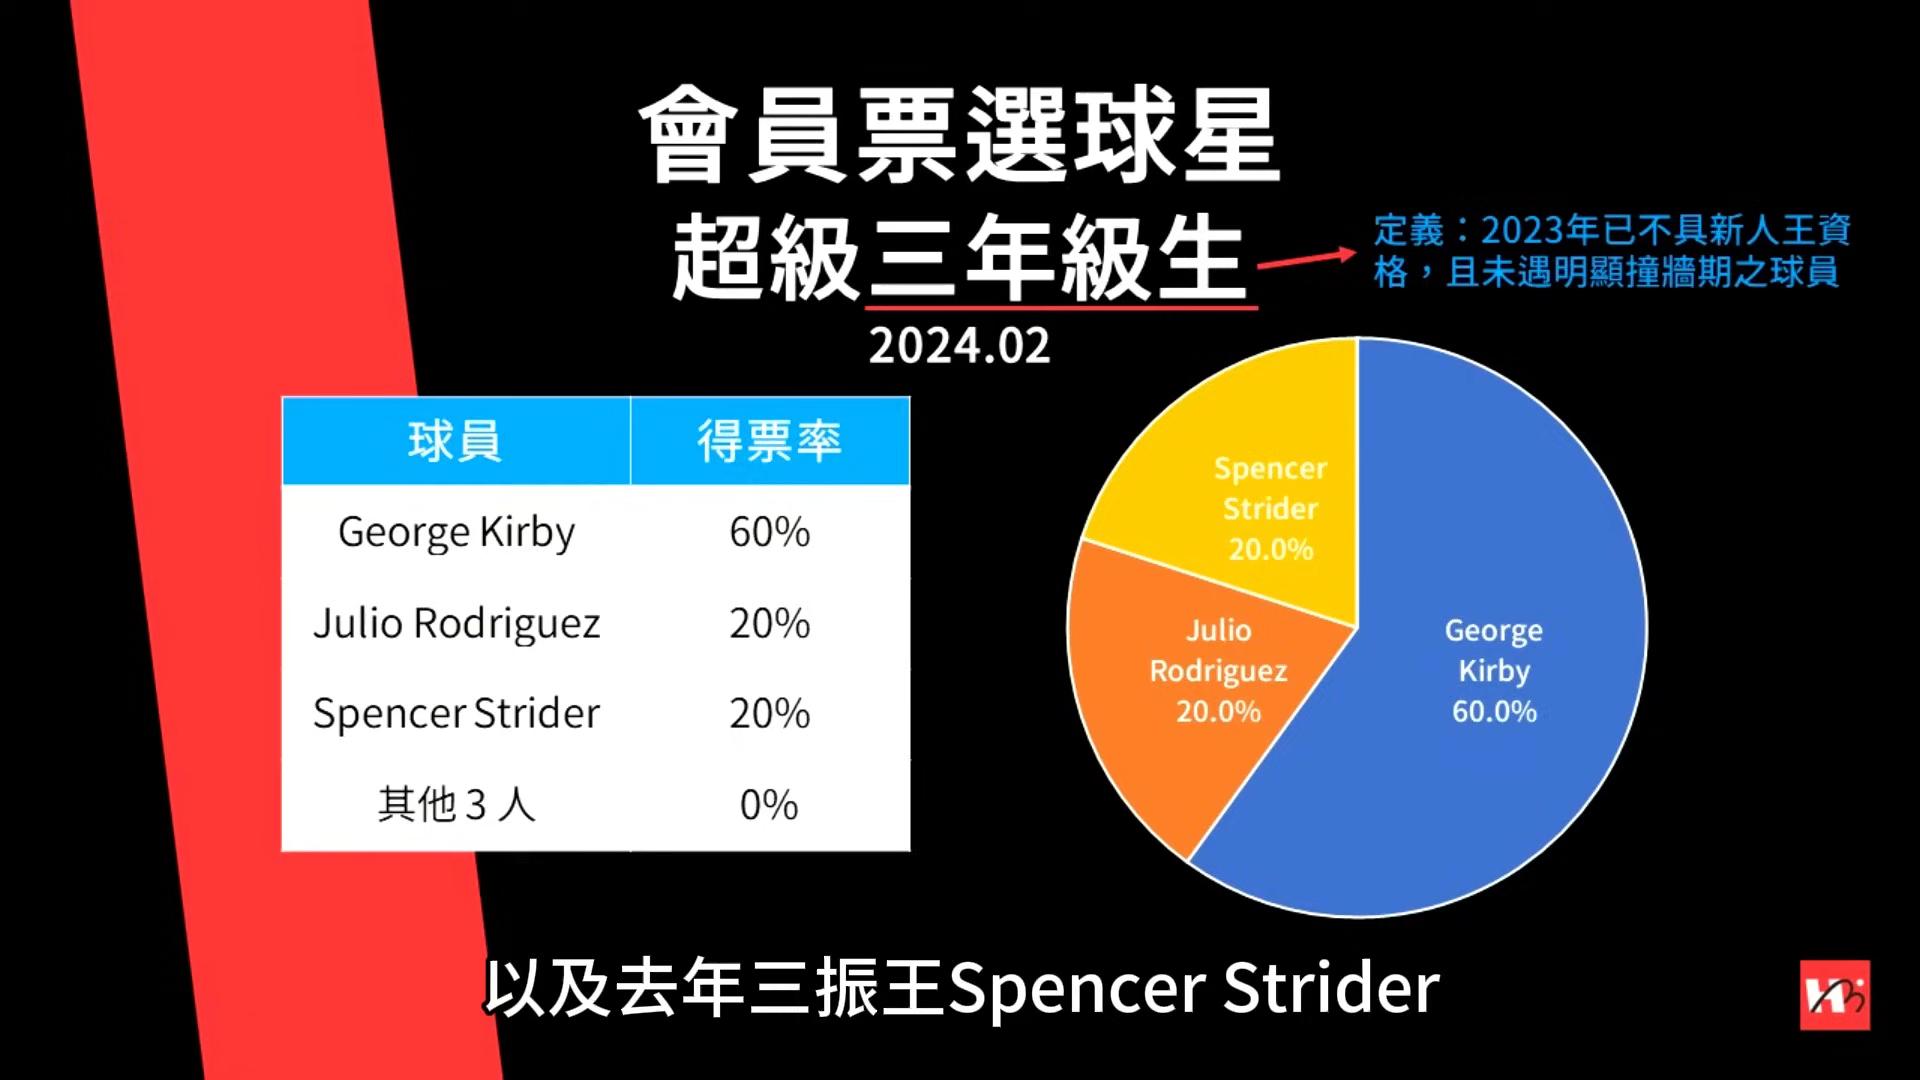 會員票選球星
超級三年級生
定義：2023年已不具新人王資
格，且未遇明顯撞牆期之球員
2024.02
球員 得票率
George Kirby 60%
Julio Rodriguez 20%
Spencer Strider 20%
其他 3 人 0%
Spencer
Strider
20.0%
Julio
Rodriguez
20.0%
George
Kirby
60.0%
以及去年三振王Spencer Strider